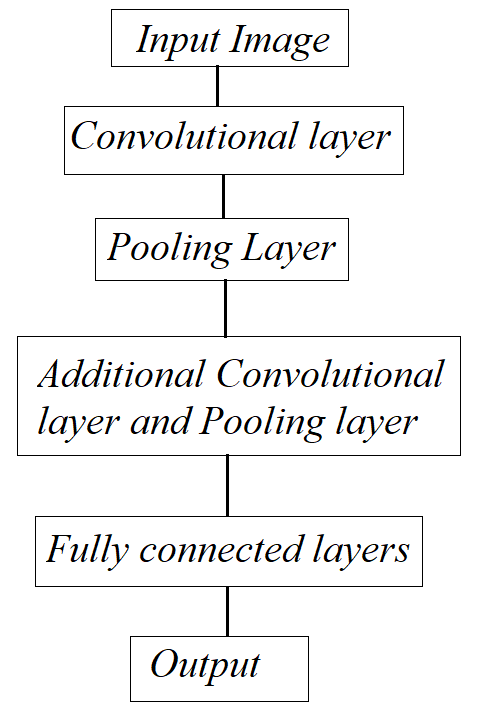 Input Image
Convolutional layer
Pooling Layer
Additional Convolutional
layer and Pooling layer
Fully connected layers
Output